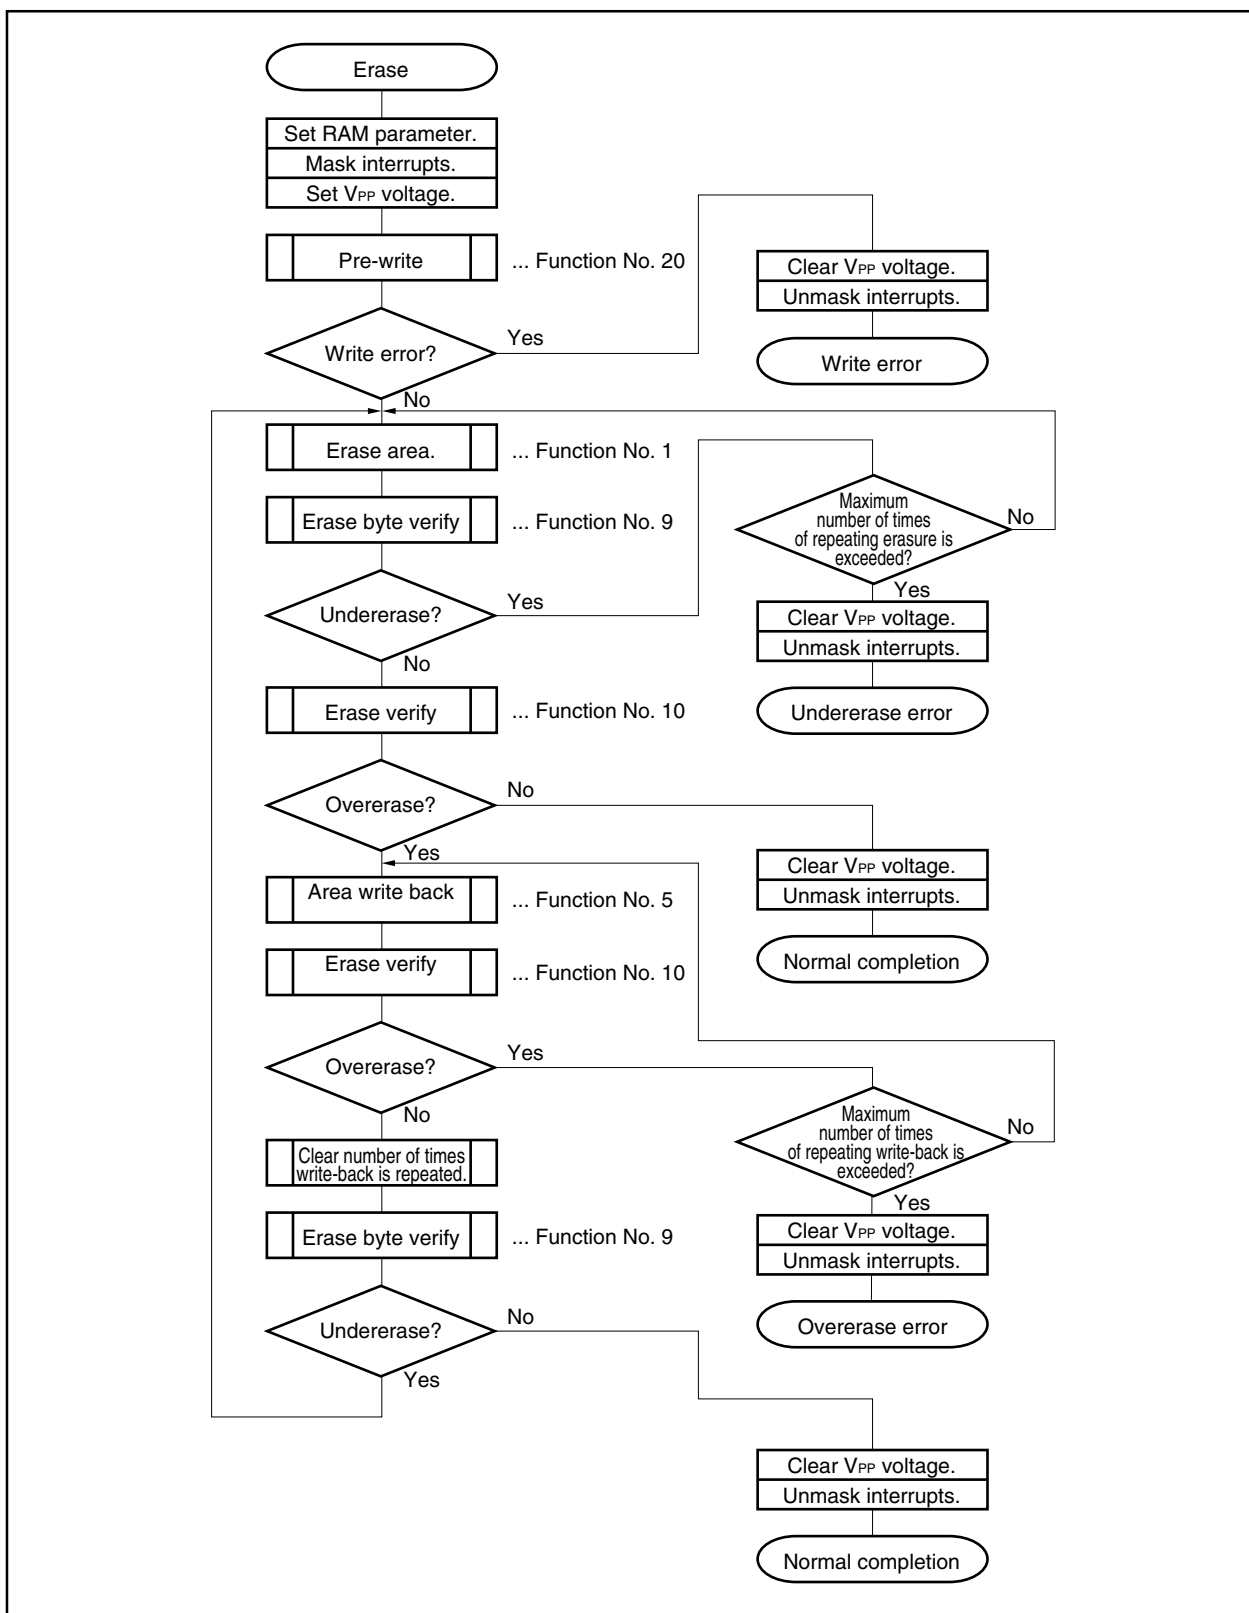 Erase
Set RAM parameter.
Mask interrupts.
Set VPP voltage.
Pre-write
... Function No. 20
Clear VPP voltage.
Unmask interrupts.
Write error?
Yes
Write error
No
Erase area.
... Function No. 1
Erase byte verify
... Function No. 9
Maximum
number of times
of repeating erasure is
exceeded?
No
Yes
Undererase?
Yes
Clear VPP voltage.
Unmask interrupts.
No
Erase verify
... Function No. 10
Undererase error
Overerase?
No
Yes
Clear VPP voltage.
Unmask interrupts.
Area write back
... Function No. 5
Normal completion
Erase verify
... Function No. 10
Overerase?
Yes
No
Maximum
number of times
of repeating write-back is
exceeded?
No
Yes
Clear number of times
write-back is repeated.
Clear VPP voltage.
Unmask interrupts.
Erase byte verify
... Function No. 9
Undererase?
No
Overerase error
Yes
Clear VPP voltage.
Unmask interrupts.
Normal completion